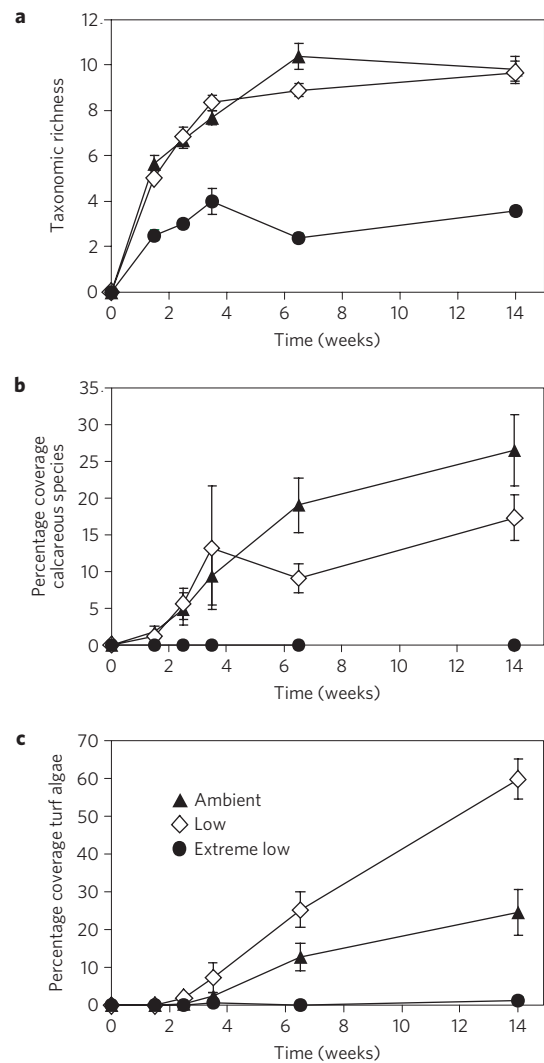 a
Taxonomic richness
12
10
8
6
4
2
0
0 2 4 6 8 10 12 14
Time (weeks)
b
Percentage coverage
calcareous species
35
30
25
20
15
10
5
0
0 2 4 6 8 10 12 14
Time (weeks)
c
Percentage coverage turf algae
70
60
50
40
30
20
10
0
Ambient
Low
Extreme low
0 2 4 6 8 10 12 14
Time (weeks)